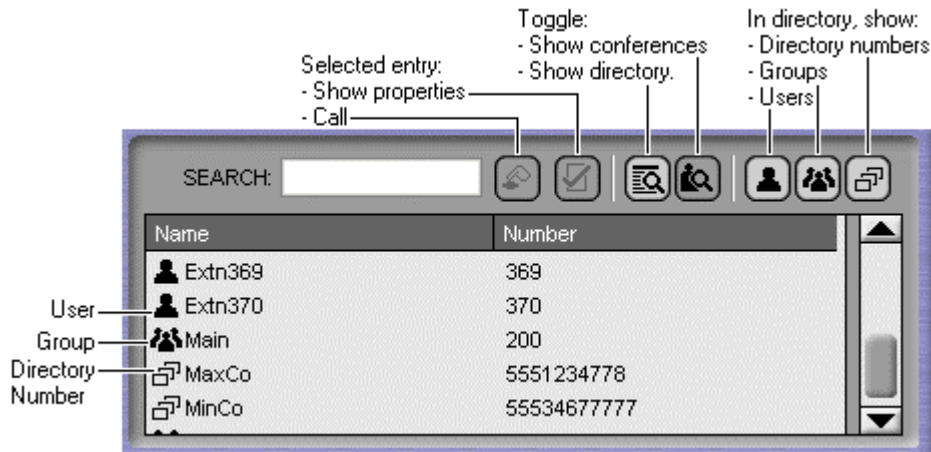 Toggle:
- Show conferences
- Show directory.
In directory, show:
- Directory numbers
- Groups
- Users
Selected entry:
- Show properties
- Call
SEARCH:
Name Number
Extn369 369
Extn370 370
Main 200
MaxCo 5551234778
MinCo 55534677777
User
Group
Directory
Number